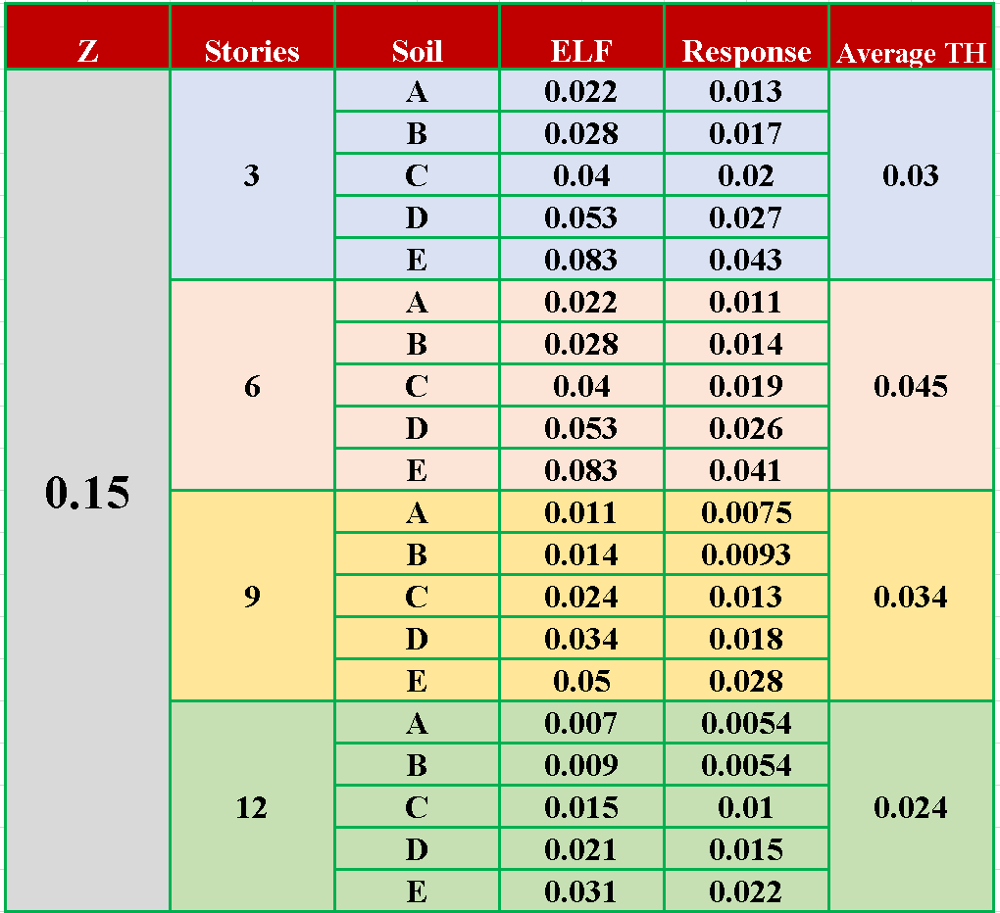 Z Stories Soil ELF Response Average TH
A 0.022 0.013
B 0.028 0.017
3 C 0.04 0.02 0.03
D 0.053 0.027
E 0.083 0.043
A 0.022 0.011
B 0.028 0.014
6 C 0.04 0.019 0.045
D 0.053 0.026
E 0.083 0.041
0.15
A 0.011 0.0075
B 0.014 0.0093
9 C 0.024 0.013 0.034
D 0.034 0.018
E 0.05 0.028
A 0.007 0.0054
B 0.009 0.0054
12 C 0.015 0.01 0.024
D 0.021 0.015
E 0.031 0.022